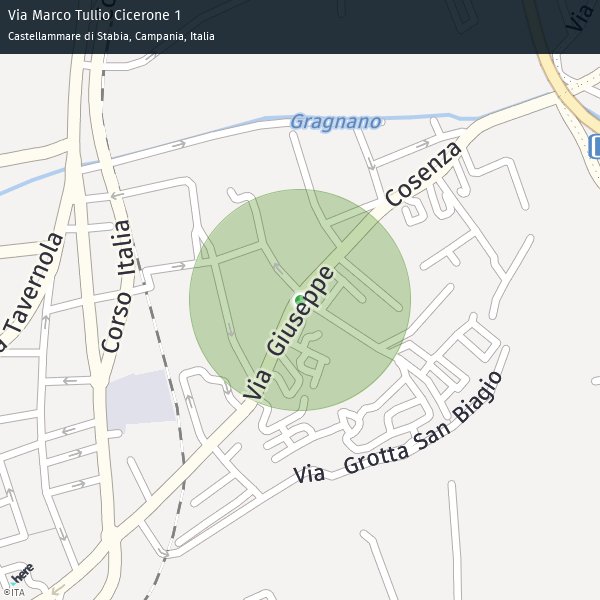 Via Marco Tullio Cicerone 1
Castellammare di Stabia, Campania, Italia
Via
Gragnano
Cosenza
Tavernola
Corso Italia
Via Giuseppe
Via Grotta San Biagio
here
©ITA